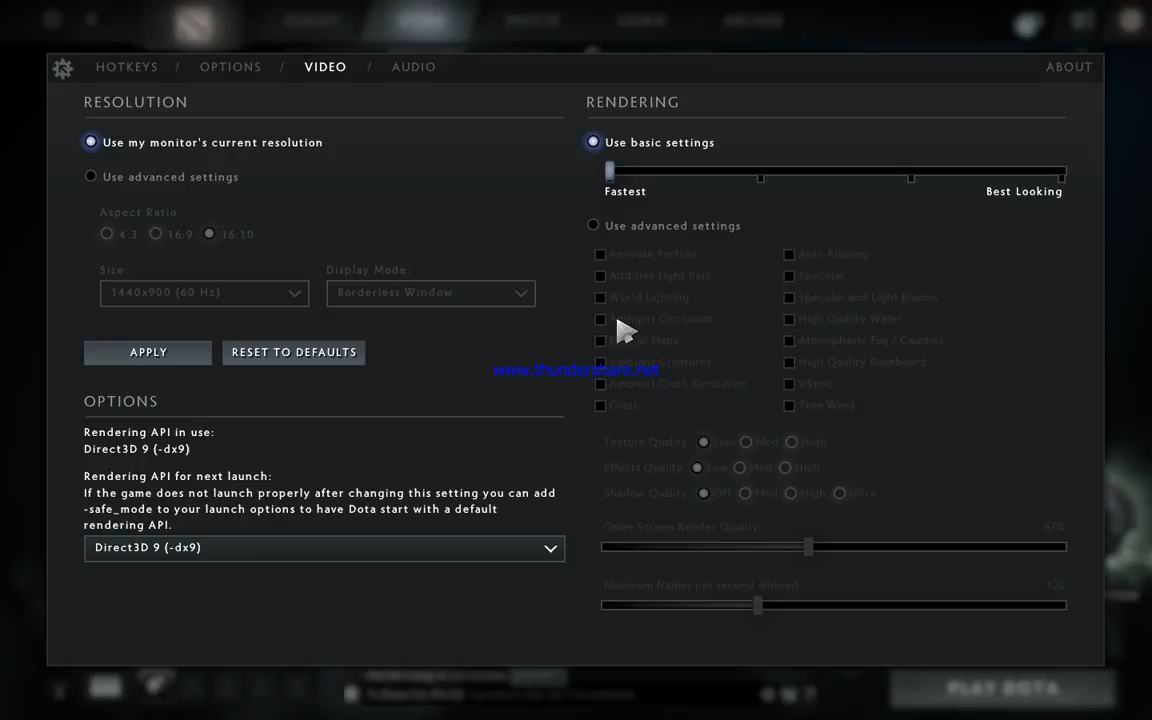 HOTKEYS / OPTIONS / VIDEO / AUDIO ABOUT
RESOLUTION
Use my monitor's current resolution
Use advanced settings
Aspect Ratio
4:3 16:9 16:10
Size: Display Mode:
1440x900 (60 Hz) Borderless Window
APPLY RESET TO DEFAULTS
OPTIONS
Rendering API in use:
Direct3D 9 (-dx9)
Rendering API for next launch:
If the game does not launch properly after changing this setting you can add
-safe_mode to your launch options to have Dota start with a default
rendering API.
Direct3D 9 (-dx9)
RENDERING
Use basic settings
Fastest Best Looking
Use advanced settings
Animate Portrait Anti-Aliasing
Additive Light Pass Specular
World Lighting Specular and Light Blooms
Ambient Occlusion High Quality Water
Maps Atmospheric Fog / Caustics
Ambient Creatures High Quality Dashboard
Ambient Cloth Simulation VSync
Grass Tree Wind
Texture Quality Low Med High
Effects Quality Low Med High
Shadow Quality Off Med High Ultra
Game Screen Render Quality 67%
Maximum frames per second allowed 120
www.thundershare.net
PLAY DOTA